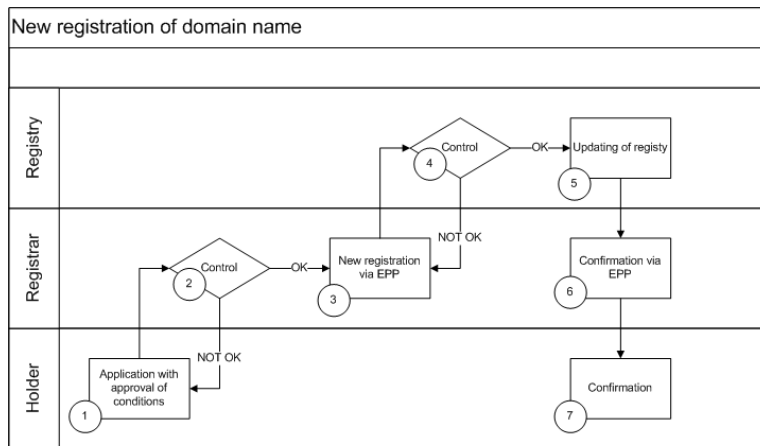 New registration of domain name
Registry
Control
4
OK
Updating of registy
5
NOT OK
Registrar
Control
2
OK
New registration
via EPP
3
Confirmation via
EPP
6
NOT OK
Holder
Application with
approval of
conditions
1
Confirmation
7